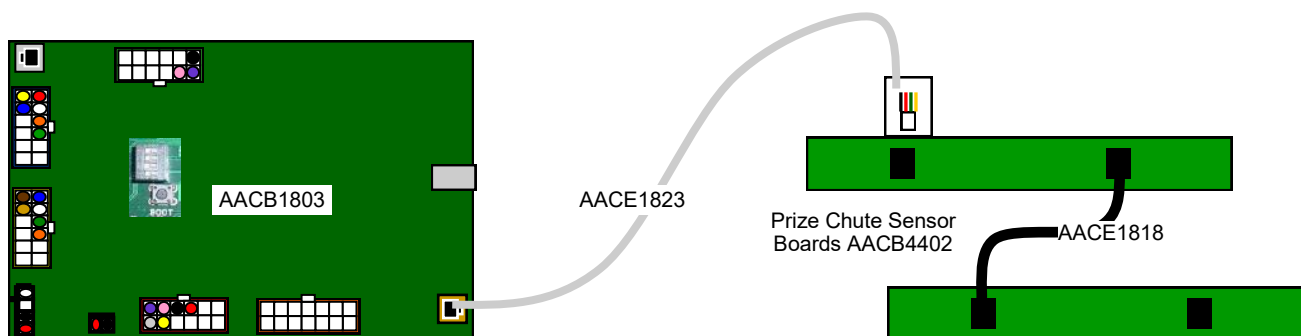 AACB1803
BOOT
AACE1823
Prize Chute Sensor
Boards AACB4402
AACE1818